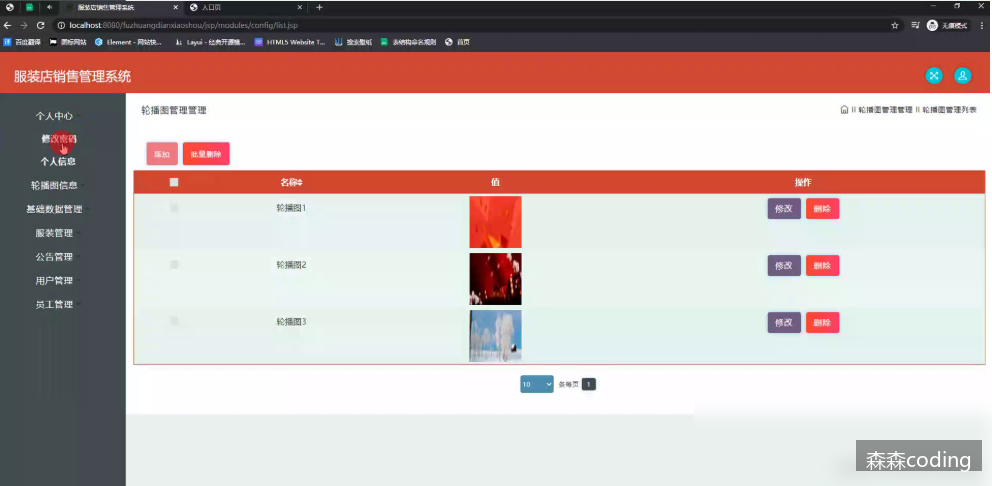 服装店销售管理系统
入口页
localhost:8080/fuzhuangdianxiaoshou/jsp/modules/config/list.jsp
无痕模式
百度翻译 图标网站 Element - 网站快... Layui - 经典开源模... HTML5 Website T... 搜涂壁纸 表结构命名规则 首页
服装店销售管理系统
个人中心
修改密码
个人信息
轮播图信息
基础数据管理
服装管理
公告管理
用户管理
员工管理
轮播图管理管理
轮播图管理管理 轮播图管理列表
添加 批量删除
名称 值 操作
轮播图1 修改 删除
轮播图2 修改 删除
轮播图3 修改 删除
10 条每页 1
森森coding